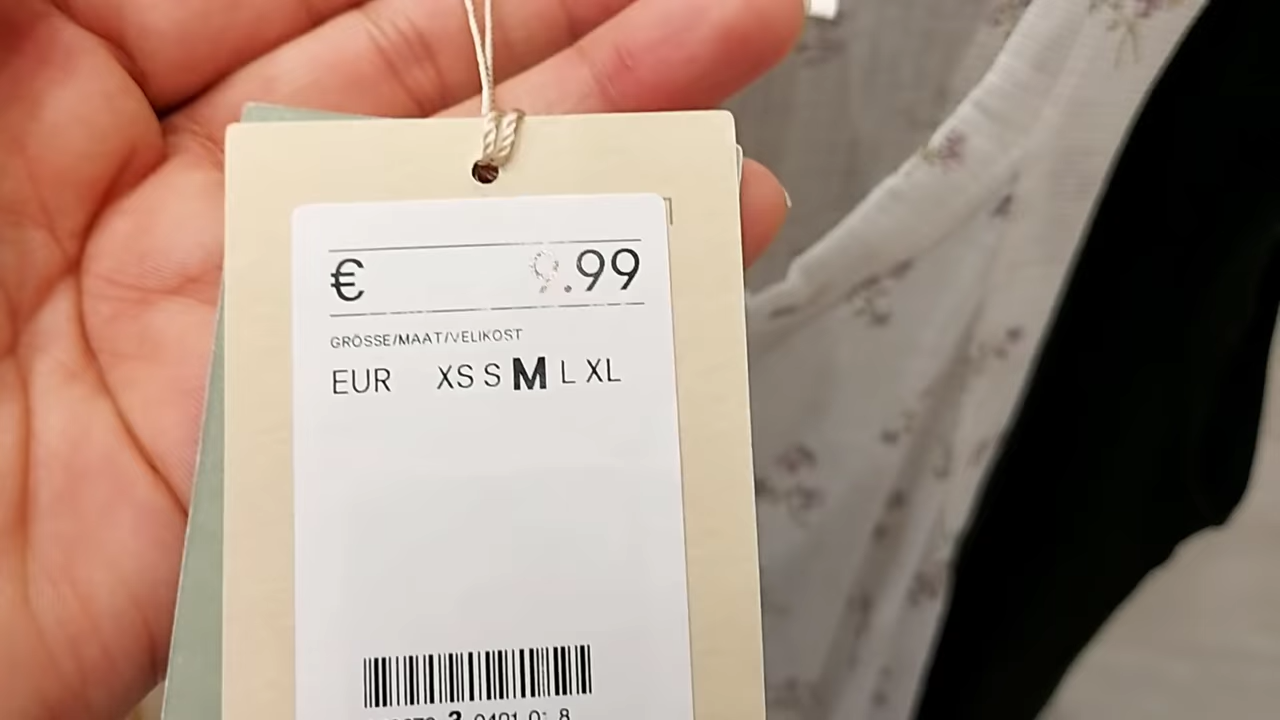 € .99
GRÖSSE/MAAT/VELIKOST
EUR XS S M L XL